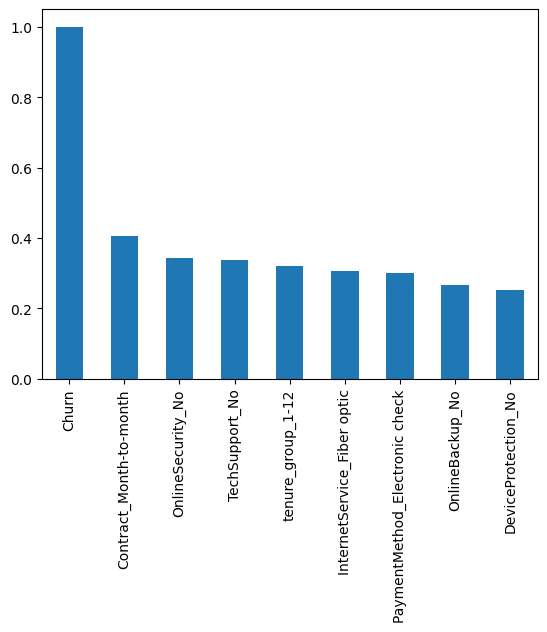 1.0
0.8
0.6
0.4
0.2
0.0
Churn
Contract_Month-to-month
OnlineSecurity_No
TechSupport_No
tenure_group_1-12
InternetService_Fiber optic
PaymentMethod_Electronic check
OnlineBackup_No
DeviceProtection_No